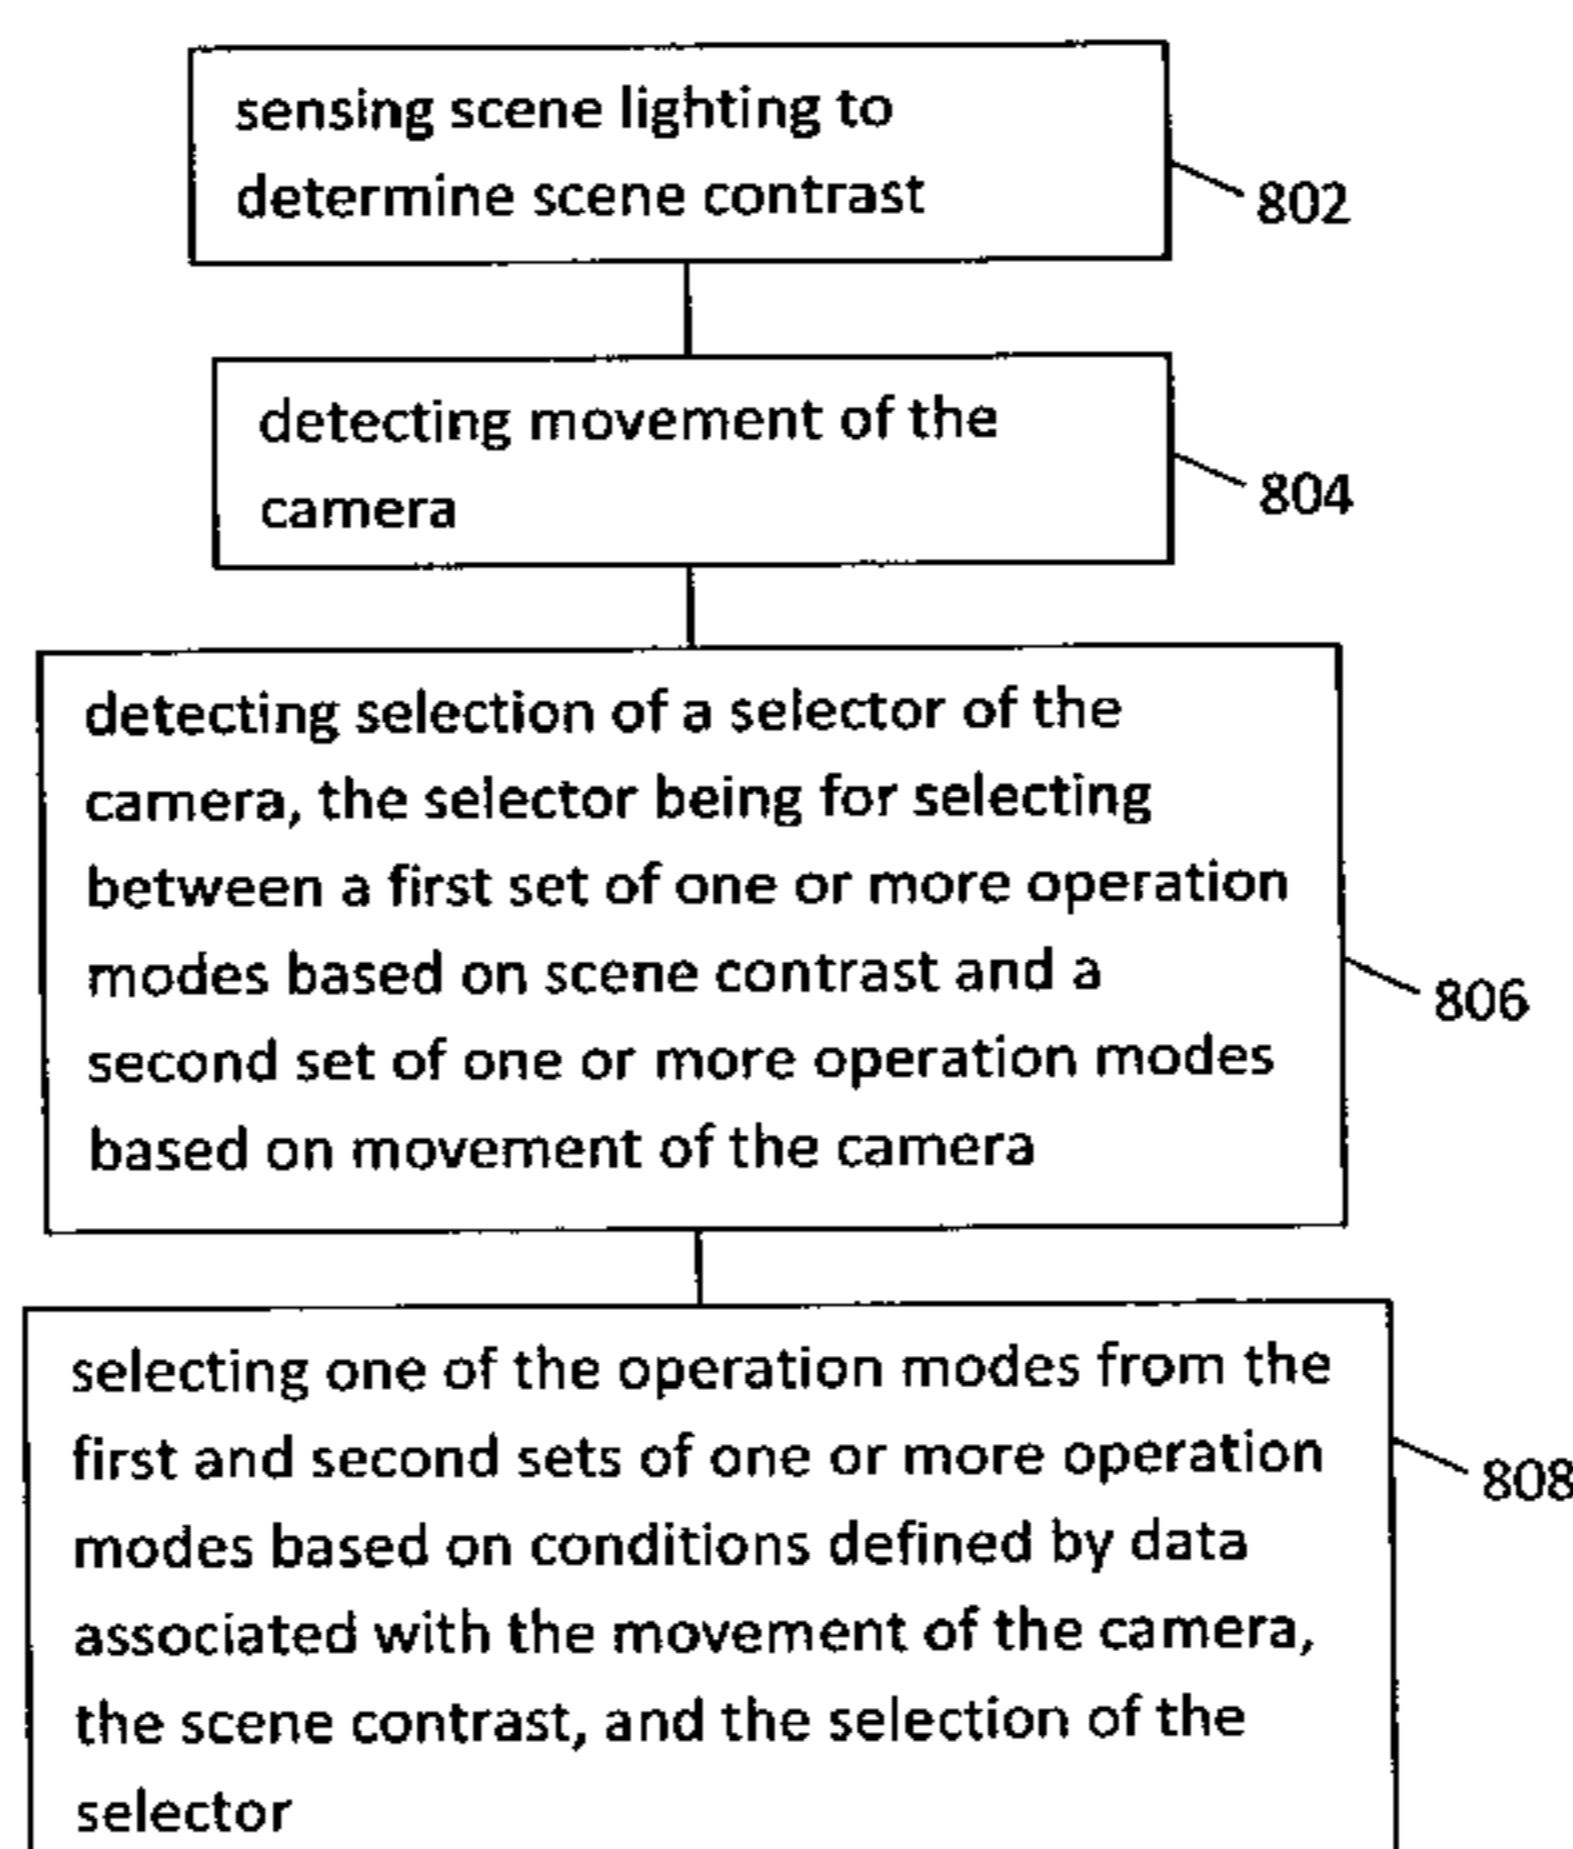 sensing scene lighting to
determine scene contrast
802
detecting movement of the
camera
804
detecting selection of a selector of the
camera, the selector being for selecting
between a first set of one or more operation
modes based on scene contrast and a
second set of one or more operation modes
based on movement of the camera
806
selecting one of the operation modes from the
first and second sets of one or more operation
modes based on conditions defined by data
associated with the movement of the camera,
the scene contrast, and the selection of the
selector
808